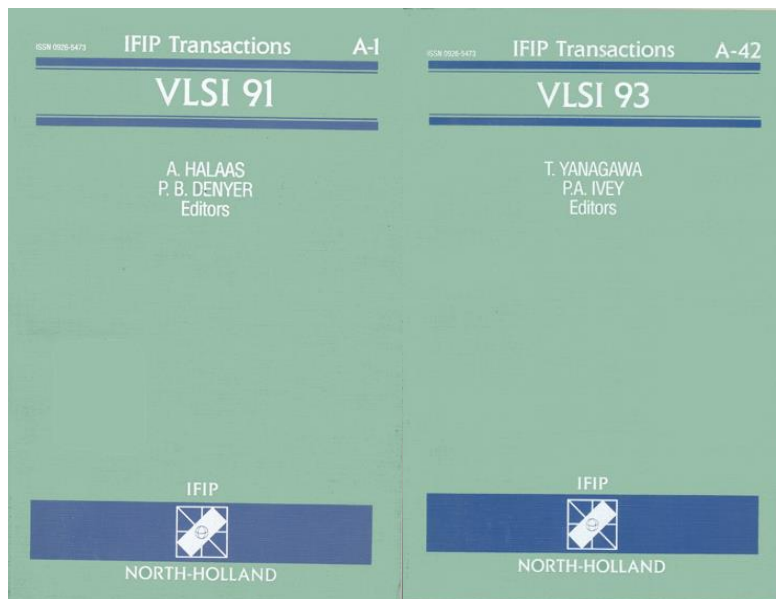 ISSN 0926-5473 IFIP Transactions A-1
VLSI 91
A. HALAAS
P. B. DENYER
Editors
IFIP
NORTH-HOLLAND
ISSN 0926-5473 IFIP Transactions A-42
VLSI 93
T. YANAGAWA
P.A. IVEY
Editors
IFIP
NORTH-HOLLAND